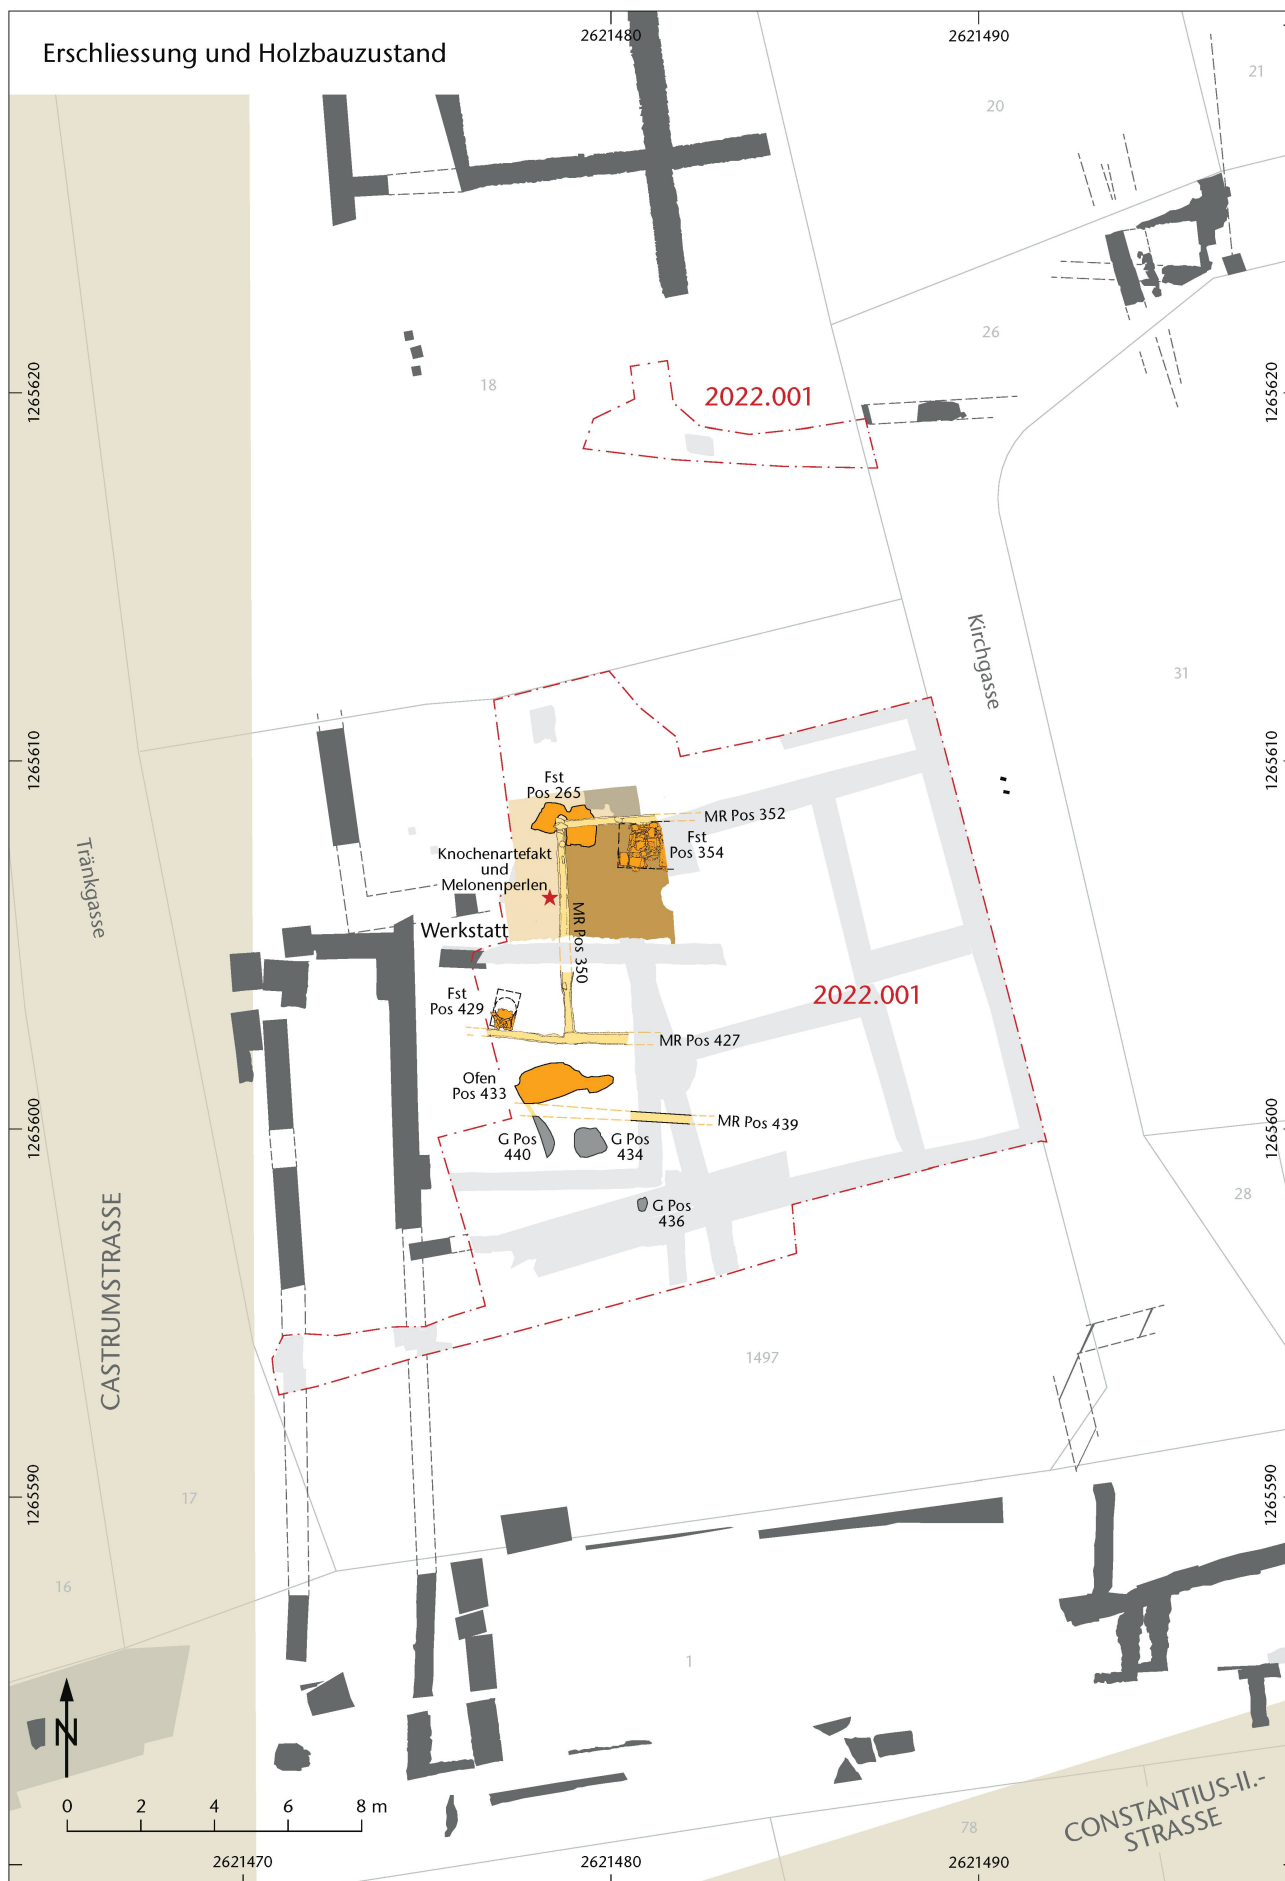 Erschliessung und Holzbauzustand
2621480
2621490
21
20
26
18
2022.001
1265620
1265620
Kirchgasse
31
1265610
1265610
Tränkgasse
Fst
Pos 265
MR Pos 352
Fst
Pos 354
Knochenartefakt
und
Melonenperlen
MR Pos 350
Werkstatt
2022.001
Fst
Pos 429
MR Pos 427
Ofen
Pos 433
MR Pos 439
G Pos
440
G Pos
434
1265600
1265600
G Pos
436
28
CASTRUMSTRASSE
1497
1265590
1265590
17
16
1
N
0 2 4 6 8 m
CONSTANTIUS-II.-
STRASSE
78
2621470
2621480
2621490